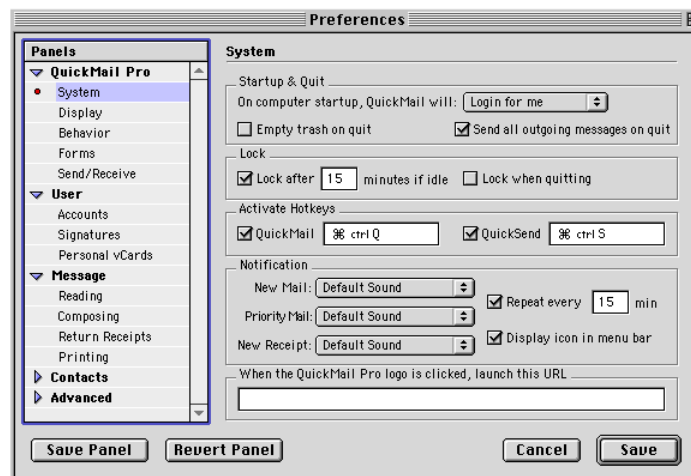 Preferences
Panels
QuickMail Pro
System
Display
Behavior
Forms
Send/Receive
User
Accounts
Signatures
Personal vCards
Message
Reading
Composing
Return Receipts
Printing
Contacts
Advanced
System
Startup & Quit
On computer startup, QuickMail will: Login for me
Empty trash on quit Send all outgoing messages on quit
Lock
Lock after 15 minutes if idle Lock when quitting
Activate Hotkeys
QuickMail ⌘ ctrl Q QuickSend ⌘ ctrl S
Notification
New Mail: Default Sound
Repeat every 15 min
Priority Mail: Default Sound
Display icon in menu bar
New Receipt: Default Sound
When the QuickMail Pro logo is clicked, launch this URL
Save Panel Revert Panel Cancel Save